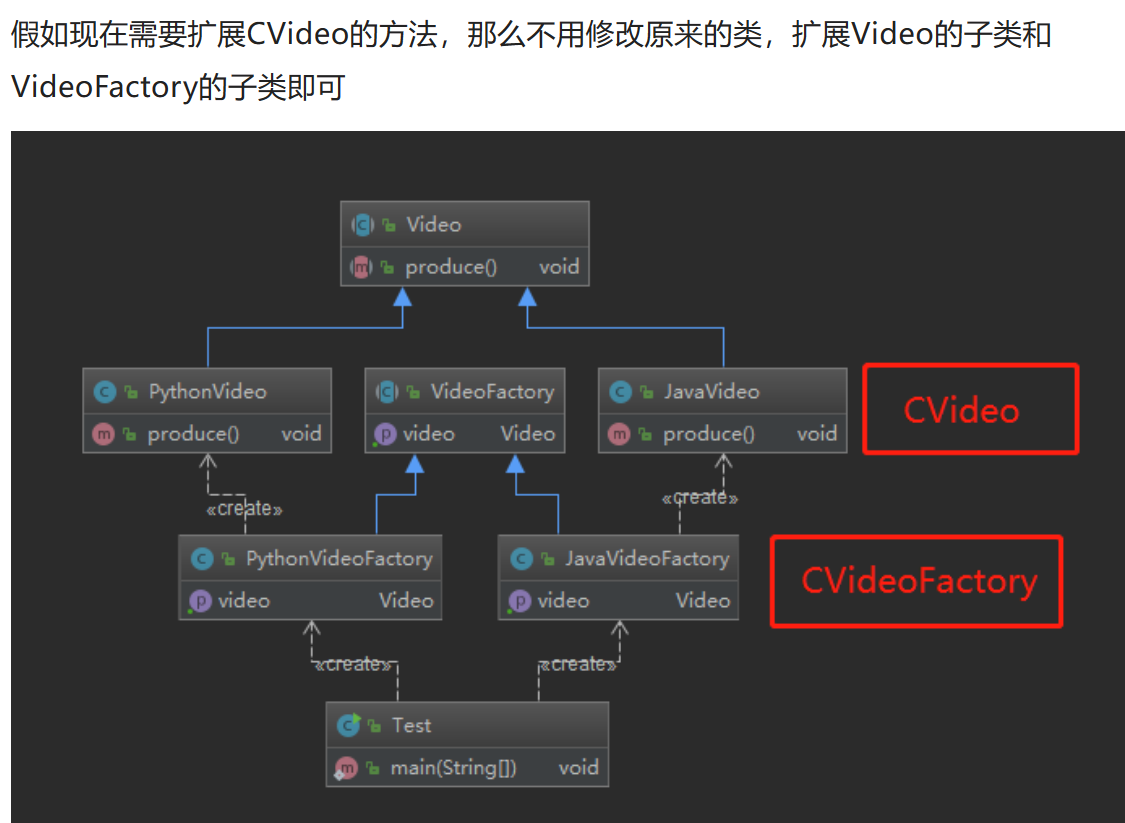 假如现在需要扩展CVideo的方法，那么不用修改原来的类，扩展Video的子类和
VideoFactory的子类即可
Video
produce() void
PythonVideo
produce() void
VideoFactory
video Video
JavaVideo
produce() void
CVideo
«create»
«create»
PythonVideoFactory
video Video
JavaVideoFactory
video Video
CVideoFactory
«create»
«create»
Test
main(String[]) void